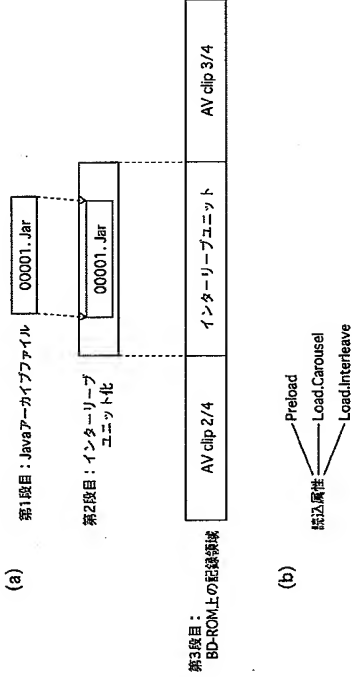 (a)
第1段目：Javaアーカイブファイル
00001. Jar
第2段目：インターリーブ
ユニット化
00001. Jar
第3段目：
BD-ROM上の記録領域
AV clip 2/4
インターリーブユニット
AV clip 3/4
(b)
読込属性
Preload
Load.Carousel
Load.Interleave